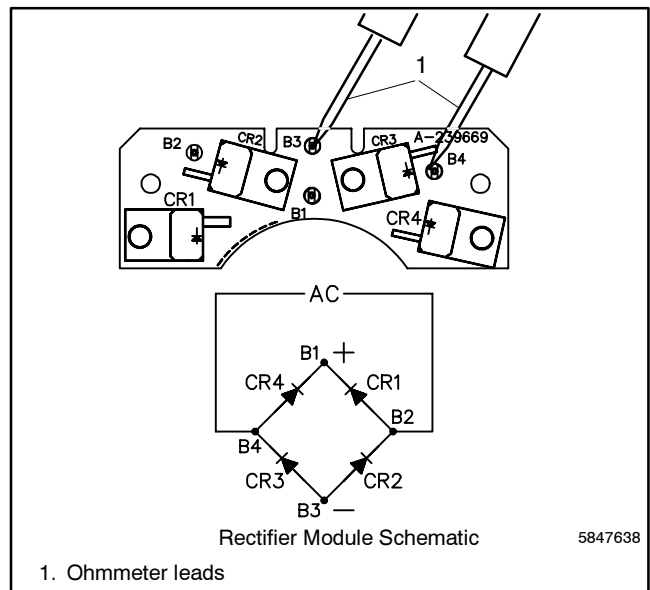 1
A-239669
B2
CR2
B3
CR3
B4
CR1
B1
CR4
AC
B1 +
CR4 CR1
B4 B2
CR3 CR2
B3 −
Rectifier Module Schematic 5847638
1. Ohmmeter leads